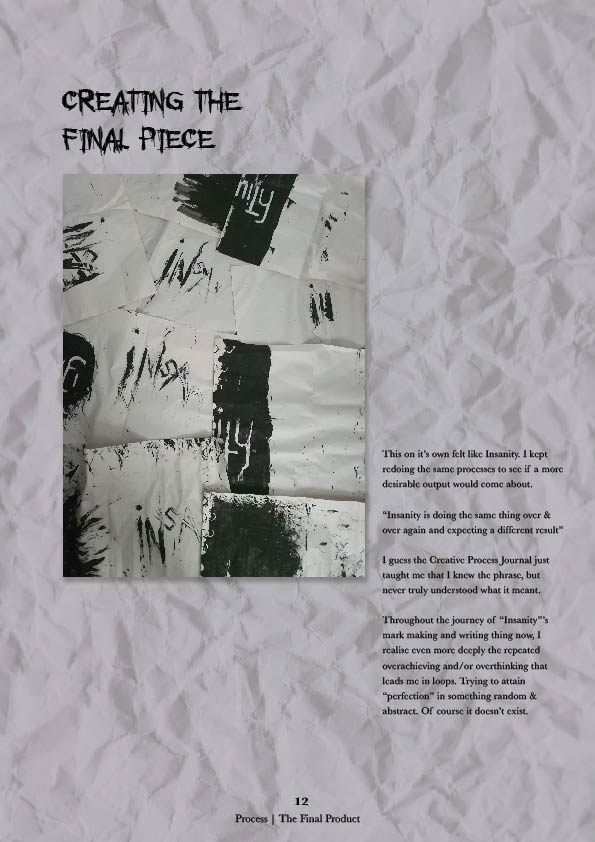 CREATING THE
FINAL PIECE
INSA
INSA
INSA
This on it's own felt like Insanity. I kept
redoing the same processes to see if a more
desirable output would come about.
“Insanity is doing the same thing over &
over again and expecting a different result”
I guess the Creative Process Journal just
taught me that I knew the phrase, but
never truly understood what it meant.
Throughout the journey of “Insanity”'s
mark making and writing thing now, I
realise even more deeply the repeated
overachieving and/or overthinking that
leads me in loops. Trying to attain
“perfection” in something random &
abstract. Of course it doesn't exist.
12
Process | The Final Product